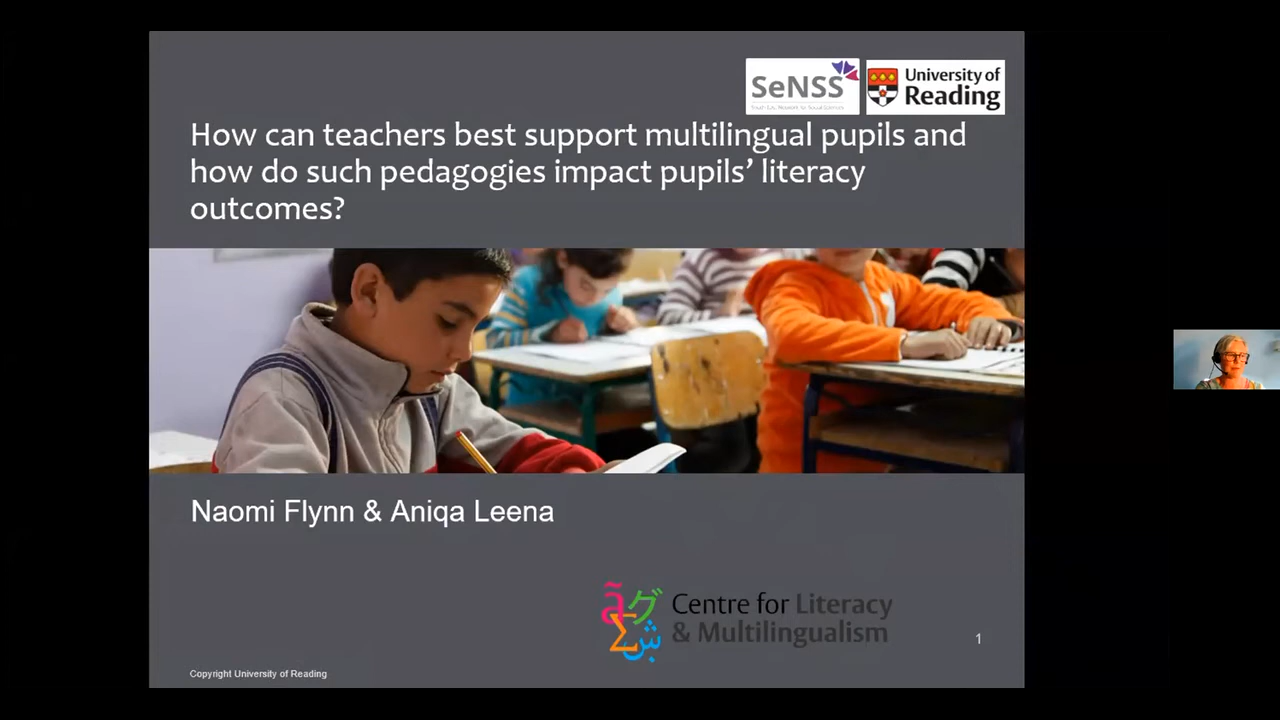 SeNSS
University of
Reading
How can teachers best support multilingual pupils and
how do such pedagogies impact pupils’ literacy
outcomes?
Naomi Flynn & Aniqa Leena
ã グ
Σ ش
Centre for Literacy
& Multilingualism
1
Copyright University of Reading